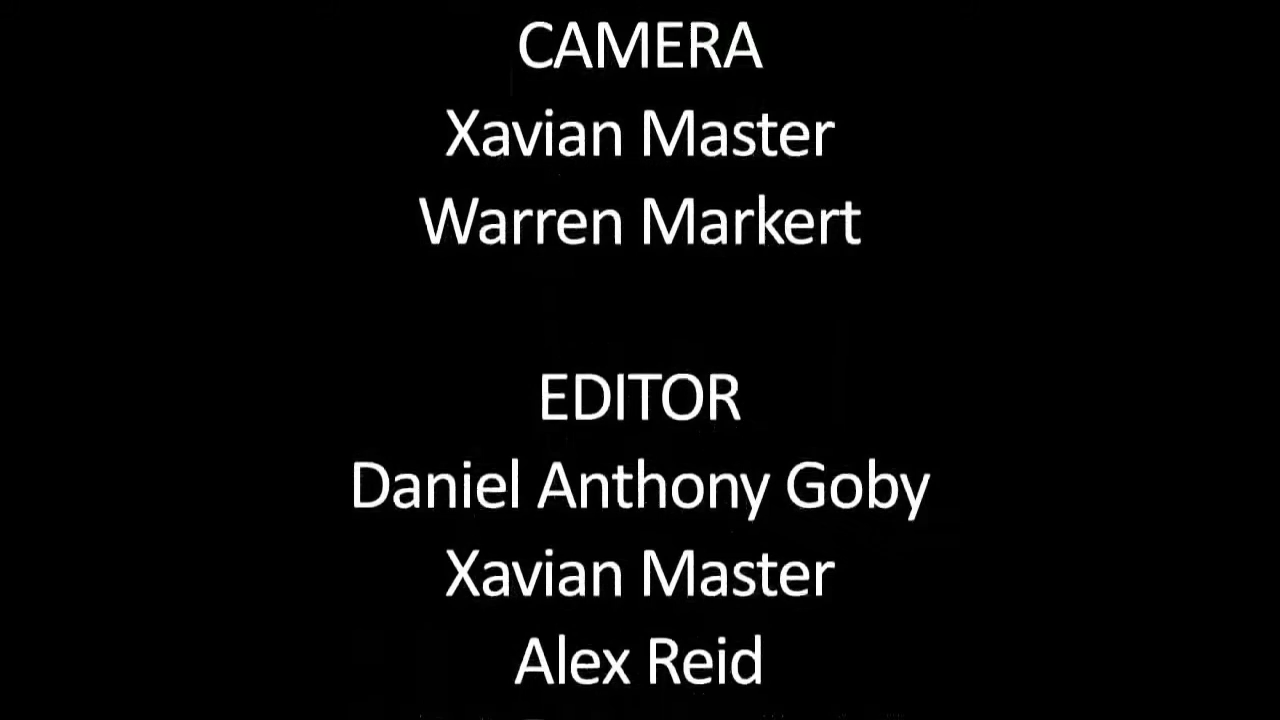 CAMERA
Xavian Master
Warren Markert
EDITOR
Daniel Anthony Goby
Xavian Master
Alex Reid